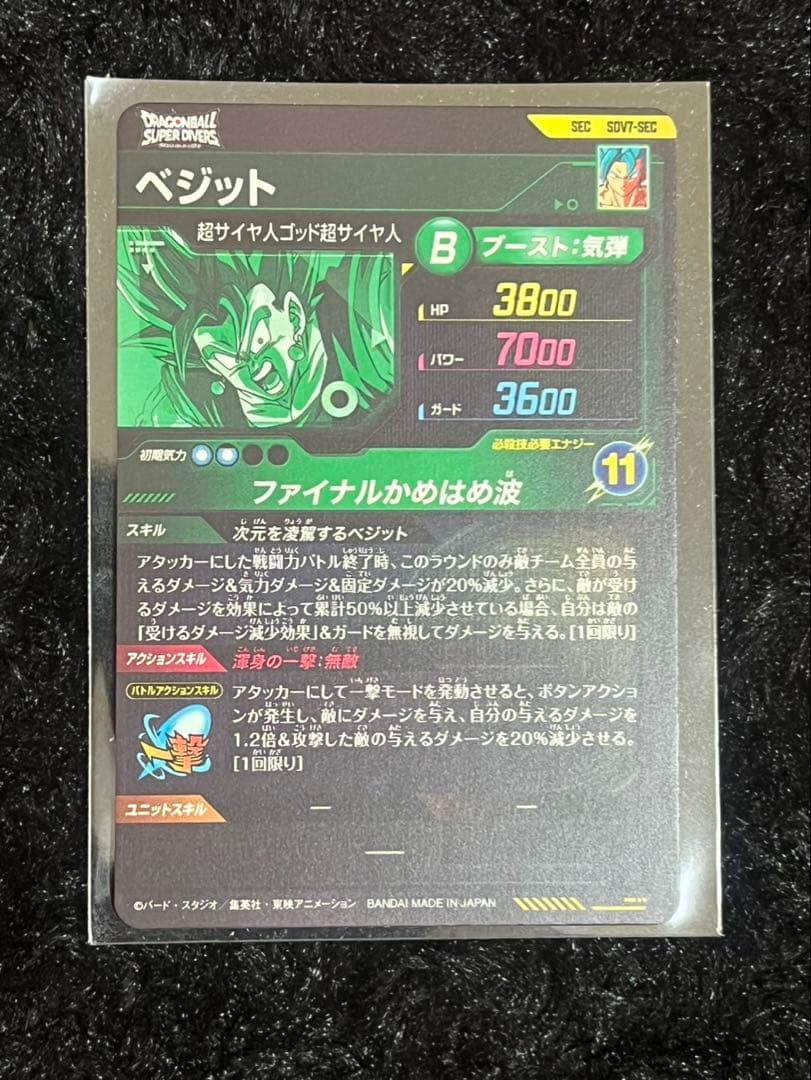 DRAGONBALL
SUPER DIVERS
SEC SDV7-SEC
ベジット
超サイヤ人ゴッド超サイヤ人
B ブースト:気弾
HP 3800
パワー 7000
ガード 3600
初期気力
必殺技必要エナジー
11
ファイナルかめはめ波
スキル 次元を凌駕するベジット
アタッカーにした戦闘力バトル終了時、このラウンドのみ敵チーム全員の与
えるダメージ&気力ダメージ&固定ダメージが20%減少。さらに、敵が受け
るダメージを効果によって累計50%以上減少させている場合、自分は敵の
「受けるダメージ減少効果」&ガードを無視してダメージを与える。[1回限り]
アクションスキル 渾身の一撃:無敵
バトルアクションスキル
アタッカーにして一撃モードを発動させると、ボタンアクショ
ンが発生し、敵にダメージを与え、自分の与えるダメージを
1.2倍&攻撃した敵の与えるダメージを20%減少させる。
[1回限り]
一撃
ユニットスキル
©バード・スタジオ/集英社・東映アニメーション BANDAI MADE IN JAPAN